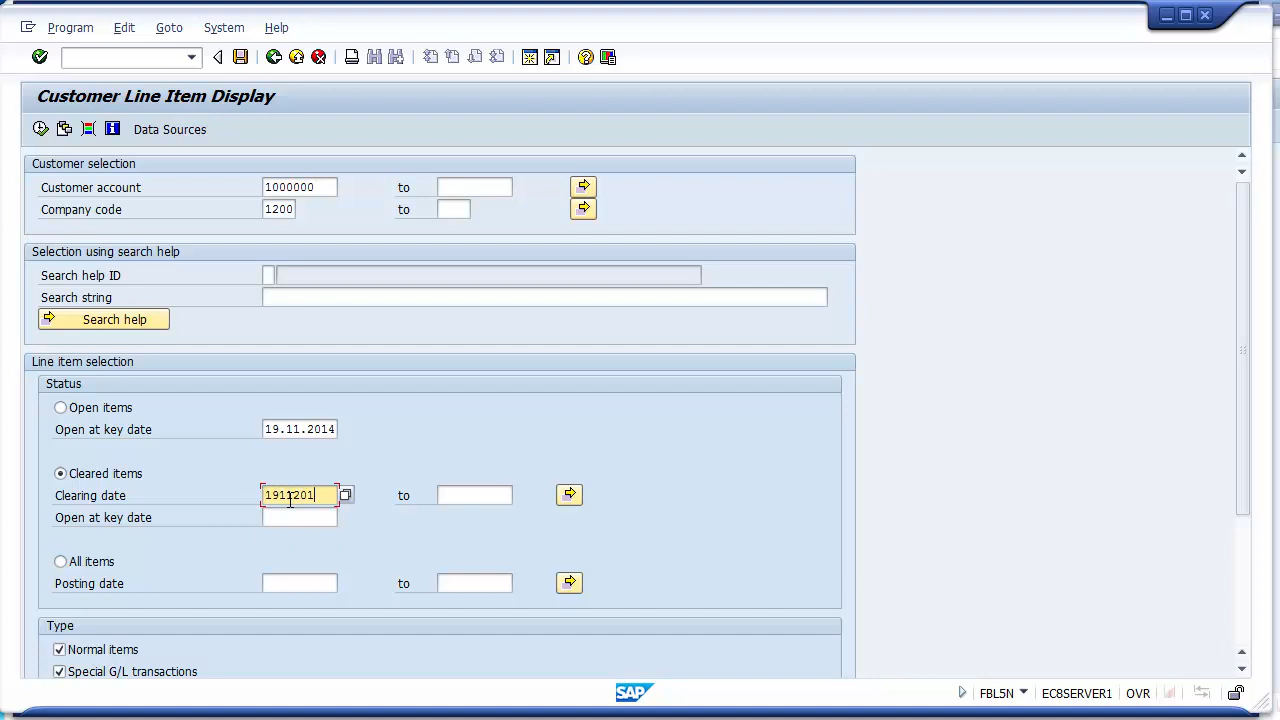 Program Edit Goto System Help
Customer Line Item Display
Data Sources
Customer selection
Customer account 1000000 to
Company code 1200 to
Selection using search help
Search help ID
Search string
Search help
Line item selection
Status
Open items
Open at key date 19.11.2014
Cleared items
Clearing date 1911201 to
Open at key date
All items
Posting date to
Type
Normal items
Special G/L transactions
SAP FBL5N EC8SERVER1 OVR